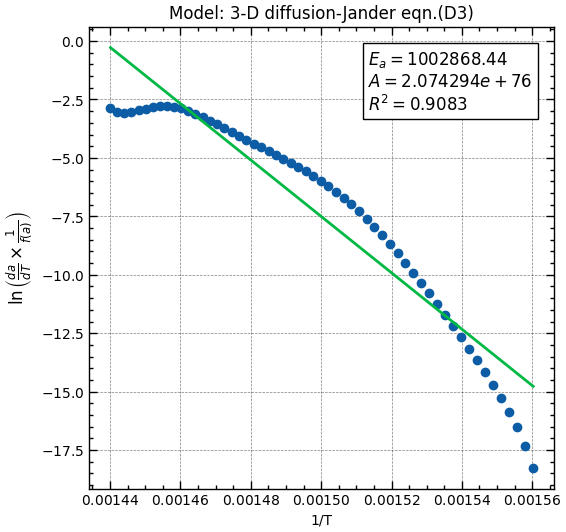 Model: 3-D diffusion-Jander eqn.(D3)
E_a = 1002868.44
A = 2.074294e + 76
R^2 = 0.9083
0.0
−2.5
−5.0
−7.5
−10.0
−12.5
−15.0
−17.5
ln (da/dT × 1/f(a))
0.00144 0.00146 0.00148 0.00150 0.00152 0.00154 0.00156
1/T